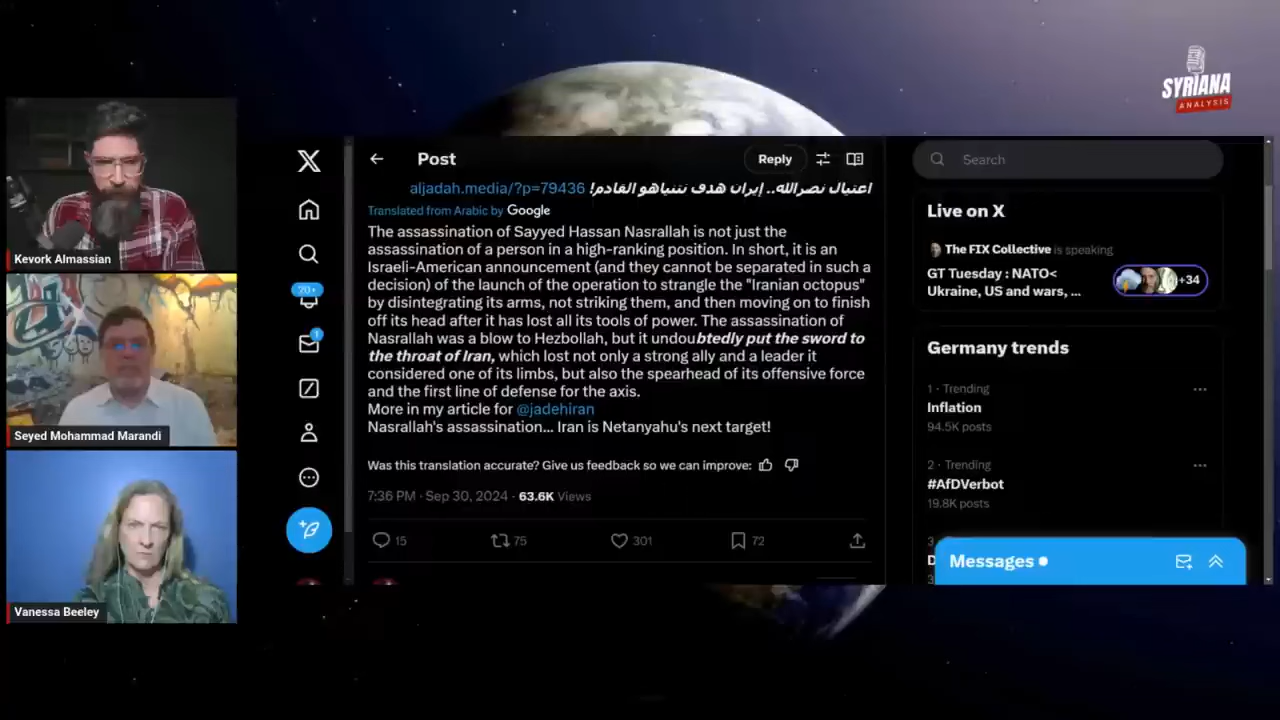 SYRIANA
ANALYSIS
Kevork Almassian
Seyed Mohammad Marandi
Vanessa Beeley
20+
1
Post
Reply
اغتيال نصرالله.. إيران هدف نتنياهو القادم! aljadah.media/?p=79436
Translated from Arabic by Google
The assassination of Sayyed Hassan Nasrallah is not just the
assassination of a person in a high-ranking position. In short, it is an
Israeli-American announcement (and they cannot be separated in such a
decision) of the launch of the operation to strangle the "Iranian octopus"
by disintegrating its arms, not striking them, and then moving on to finish
off its head after it has lost all its tools of power. The assassination of
Nasrallah was a blow to Hezbollah, but it undoubtedly put the sword to
the throat of Iran, which lost not only a strong ally and a leader it
considered one of its limbs, but also the spearhead of its offensive force
and the first line of defense for the axis.
More in my article for @jadehiran
Nasrallah's assassination... Iran is Netanyahu's next target!
Was this translation accurate? Give us feedback so we can improve:
7:36 PM · Sep 30, 2024 · 63.6K Views
15 75 301 72
Search
Live on X
The FIX Collective is speaking
GT Tuesday : NATO<
Ukraine, US and wars, ...
+34
Germany trends
1 · Trending
Inflation
94.5K posts
2 · Trending
#AfDVerbot
19.8K posts
3
D
3
Messages